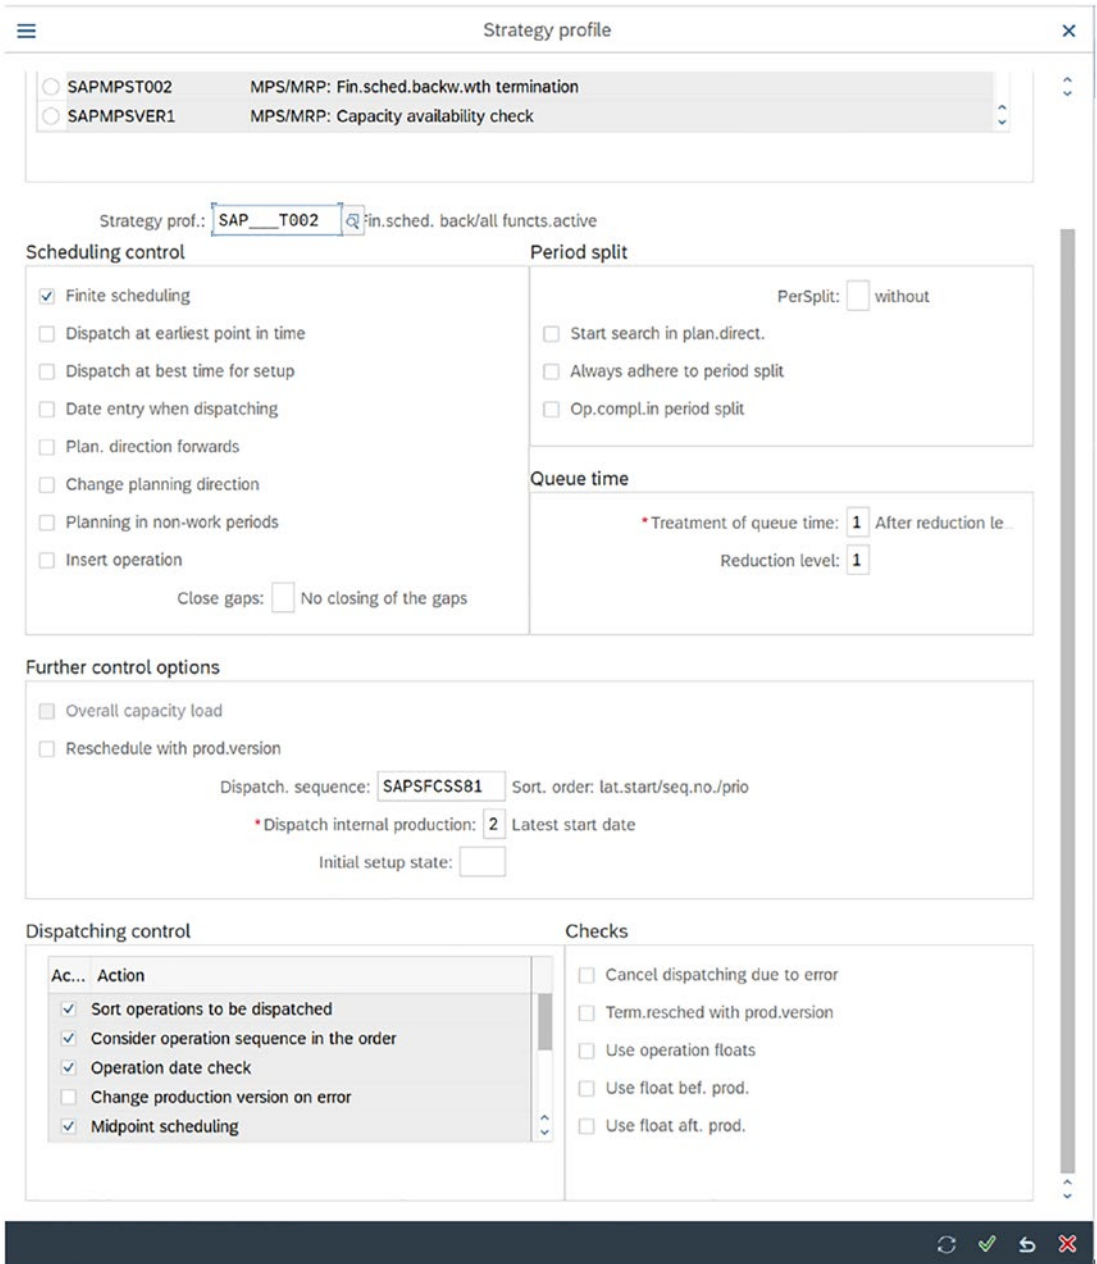 Strategy profile
SAPMPST002 MPS/MRP: Fin.sched.backw.wth termination
SAPMPSVER1 MPS/MRP: Capacity availability check
Strategy prof.: SAP___T002 Fin.sched. back/all functs.active
Scheduling control
Finite scheduling
Dispatch at earliest point in time
Dispatch at best time for setup
Date entry when dispatching
Plan. direction forwards
Change planning direction
Planning in non-work periods
Insert operation
Close gaps: No closing of the gaps
Period split
PerSplit: without
Start search in plan.direct.
Always adhere to period split
Op.compl.in period split
Queue time
*Treatment of queue time: 1 After reduction le...
Reduction level: 1
Further control options
Overall capacity load
Reschedule with prod.version
Dispatch. sequence: SAPSFCSS81 Sort. order: lat.start/seq.no./prio
*Dispatch internal production: 2 Latest start date
Initial setup state:
Dispatching control
Ac... Action
Sort operations to be dispatched
Consider operation sequence in the order
Operation date check
Change production version on error
Midpoint scheduling
Checks
Cancel dispatching due to error
Term.resched with prod.version
Use operation floats
Use float bef. prod.
Use float aft. prod.